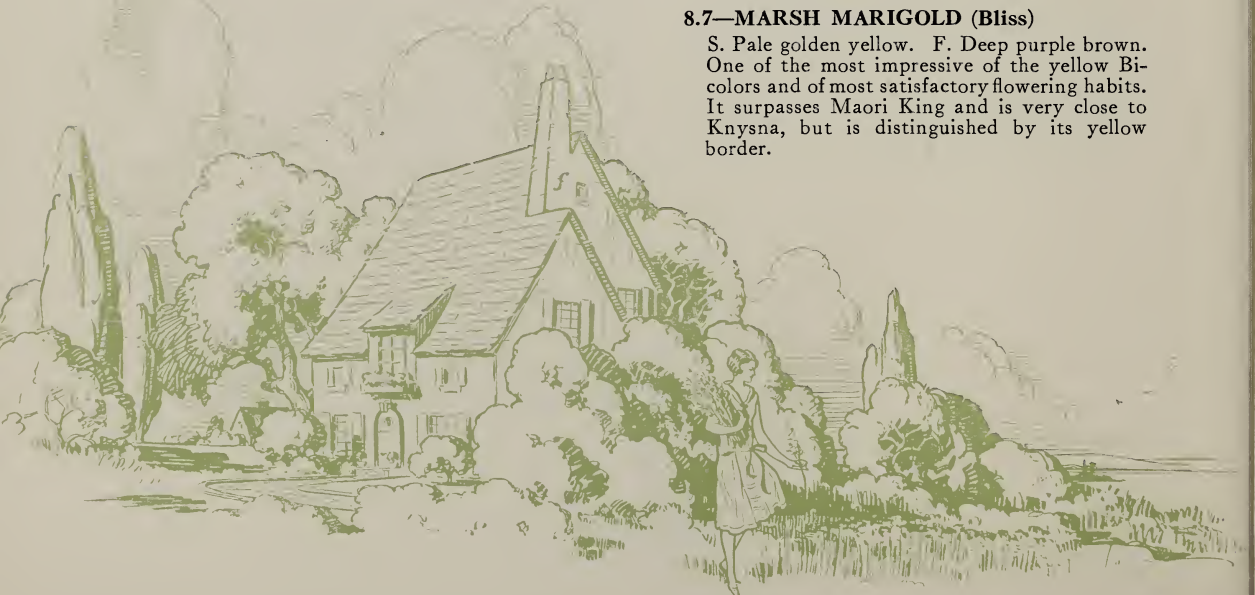 8.7—MARSH MARIGOLD (Bliss)
S. Pale golden yellow. F. Deep purple brown.
One of the most impressive of the yellow Bi-
colors and of most satisfactory flowering habits.
It surpasses Maori King and is very close to
Knysna, but is distinguished by its yellow
border.